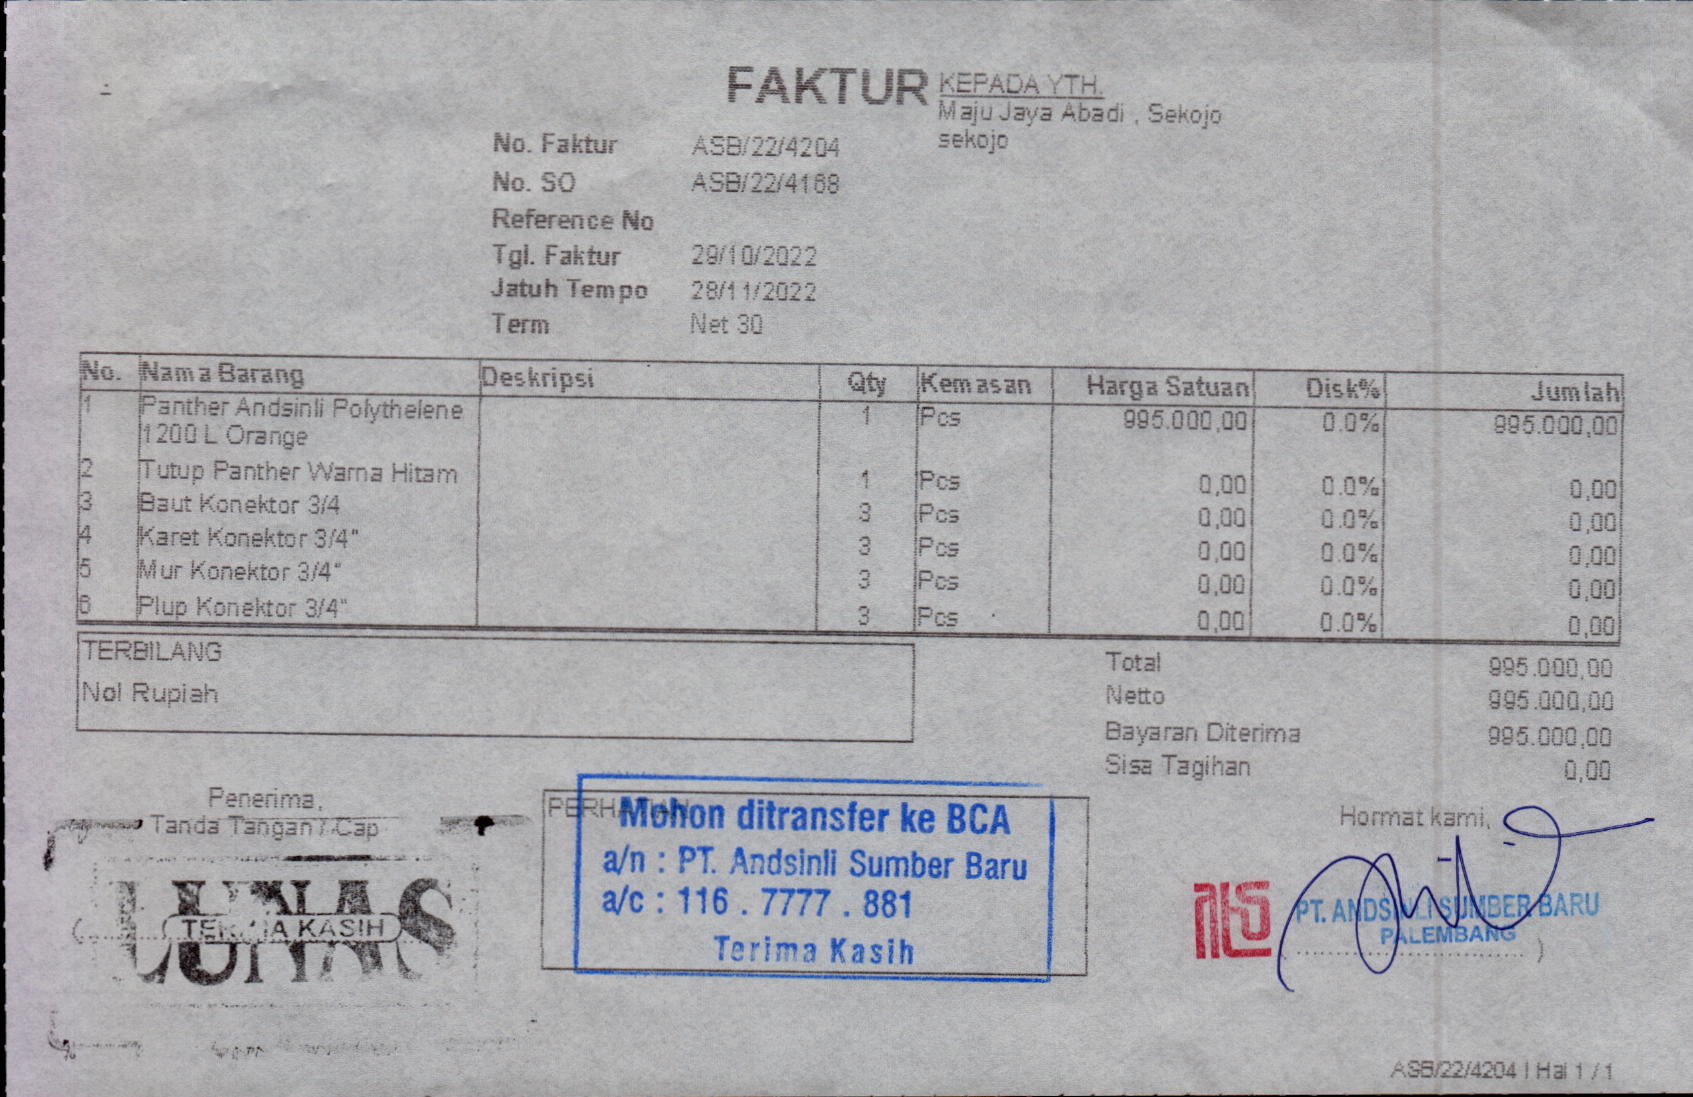 FAKTUR
KEPADA YTH.
Maju Jaya Abadi , Sekojo
sekojo
No. Faktur ASB/22/4204
No. SO ASB/22/4168
Reference No
Tgl. Faktur 29/10/2022
Jatuh Tempo 28/11/2022
Term Net 30
No. Nama Barang Deskripsi Qty Kemasan Harga Satuan Disk% Jumlah
1 Panther Andsinli Polythelene 1 Pcs 995.000,00 0.0% 995.000,00
1200 L Orange
2 Tutup Panther Warna Hitam 1 Pcs 0,00 0.0% 0,00
3 Baut Konektor 3/4 3 Pcs 0,00 0.0% 0,00
4 Karet Konektor 3/4" 3 Pcs 0,00 0.0% 0,00
5 Mur Konektor 3/4" 3 Pcs 0,00 0.0% 0,00
6 Plup Konektor 3/4" 3 Pcs 0,00 0.0% 0,00
TERBILANG
Nol Rupiah
Total 995.000,00
Netto 995.000,00
Bayaran Diterima 995.000,00
Sisa Tagihan 0,00
Penerima,
Tanda Tangan / Cap
LUNAS
TERIMA KASIH
PERHATIAN
Mohon ditransfer ke BCA
a/n : PT. Andsinli Sumber Baru
a/c : 116 . 7777 . 881
Terima Kasih
Hormat kami,
PT. ANDSINLI SUMBER BARU
PALEMBANG
ASB/22/4204 | Hal 1 / 1